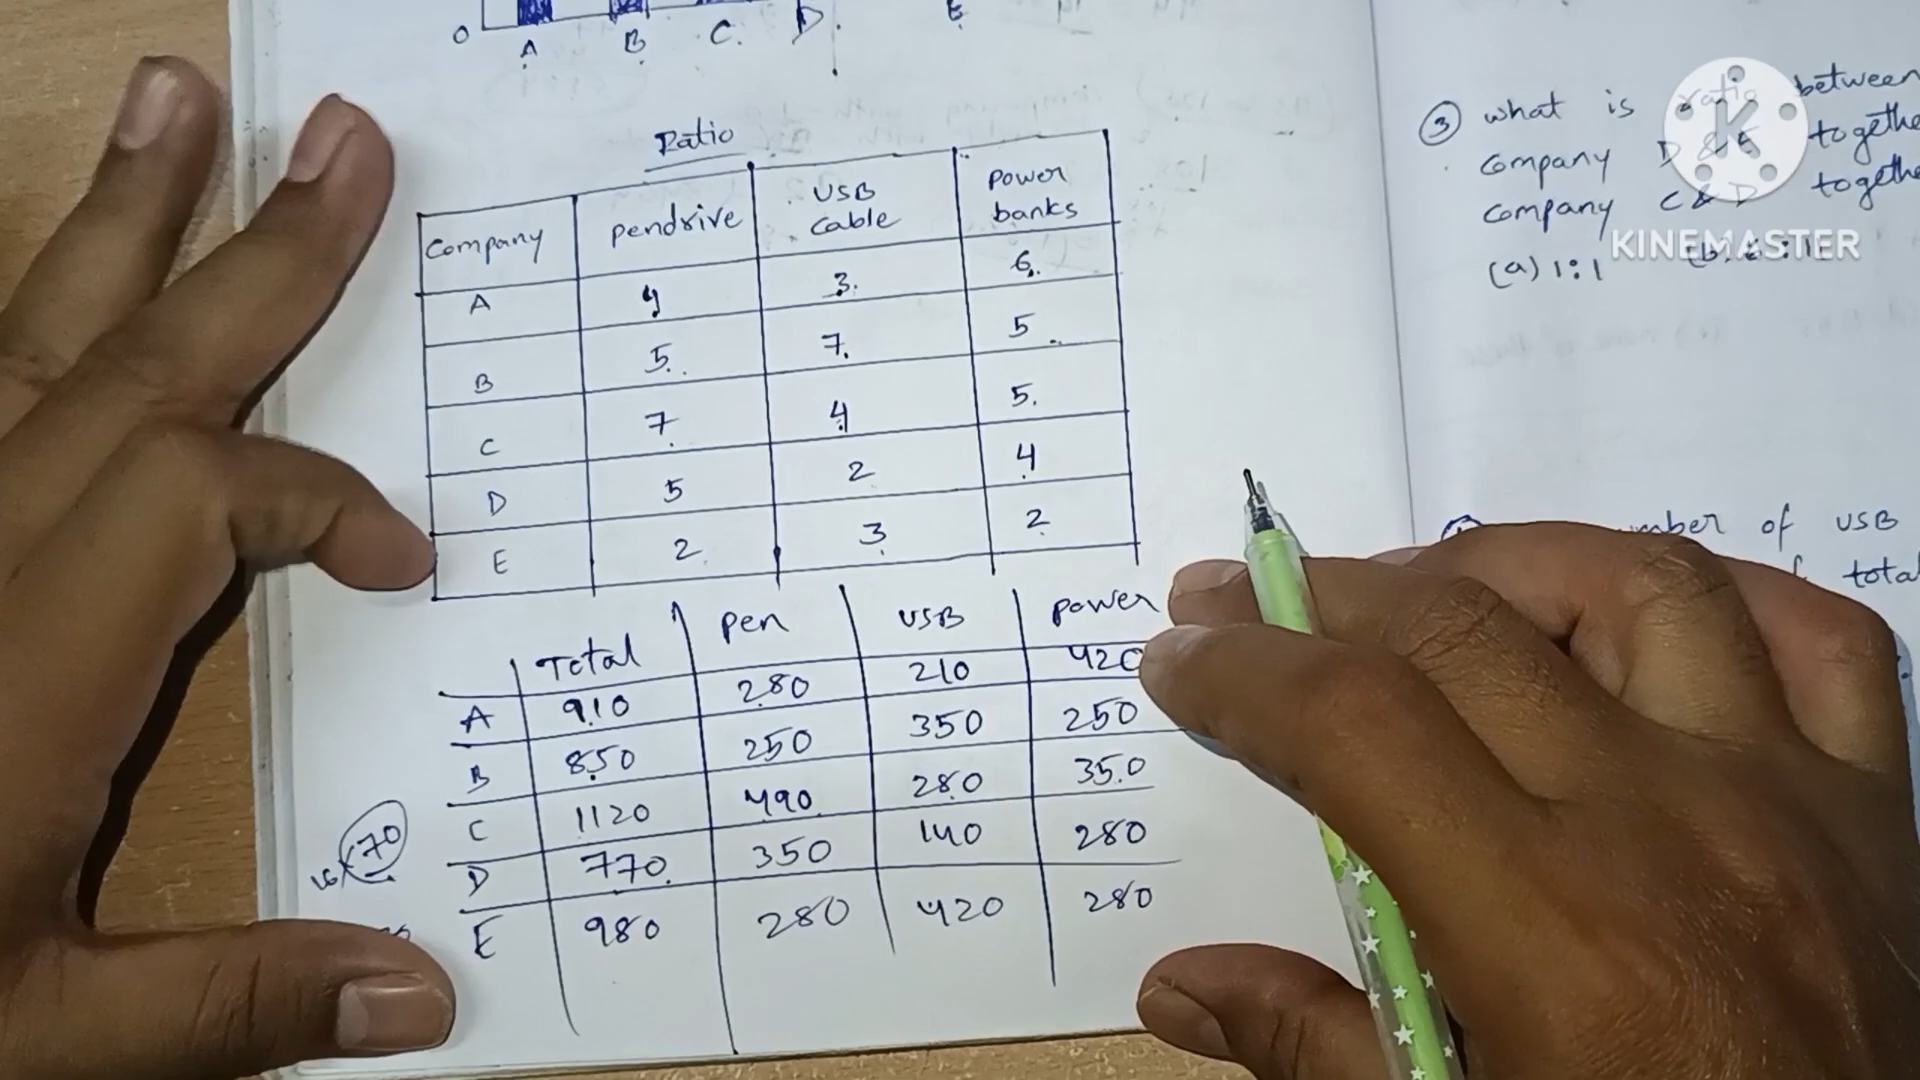 0
A B C. D. E
Ratio
Company pendrive USB cable power banks
A 4 3. 6.
B 5. 7. 5
C 7 4 5.
D 5 2 4
E 2 3 2
Total pen USB power
A 910 280 210 420
B 850 250 350 250
C 1120 490 280 350
D 770 350 140 280
E 980 280 420 280
16×70
③ what is ratio between
company D & E together
company C & D together
(a) 1:1 (b)
KINEMASTER
of USB
total